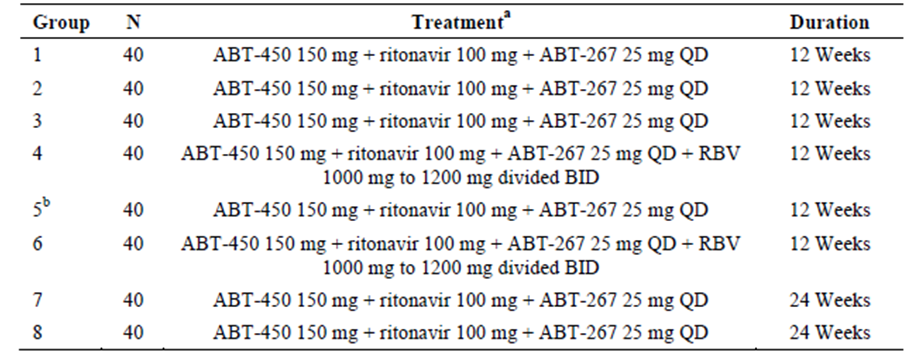 Group N Treatmentᵃ Duration
1 40 ABT-450 150 mg + ritonavir 100 mg + ABT-267 25 mg QD 12 Weeks
2 40 ABT-450 150 mg + ritonavir 100 mg + ABT-267 25 mg QD 12 Weeks
3 40 ABT-450 150 mg + ritonavir 100 mg + ABT-267 25 mg QD 12 Weeks
4 40 ABT-450 150 mg + ritonavir 100 mg + ABT-267 25 mg QD + RBV 12 Weeks
1000 mg to 1200 mg divided BID
5ᵇ 40 ABT-450 150 mg + ritonavir 100 mg + ABT-267 25 mg QD 12 Weeks
6 40 ABT-450 150 mg + ritonavir 100 mg + ABT-267 25 mg QD + RBV 12 Weeks
1000 mg to 1200 mg divided BID
7 40 ABT-450 150 mg + ritonavir 100 mg + ABT-267 25 mg QD 24 Weeks
8 40 ABT-450 150 mg + ritonavir 100 mg + ABT-267 25 mg QD 24 Weeks